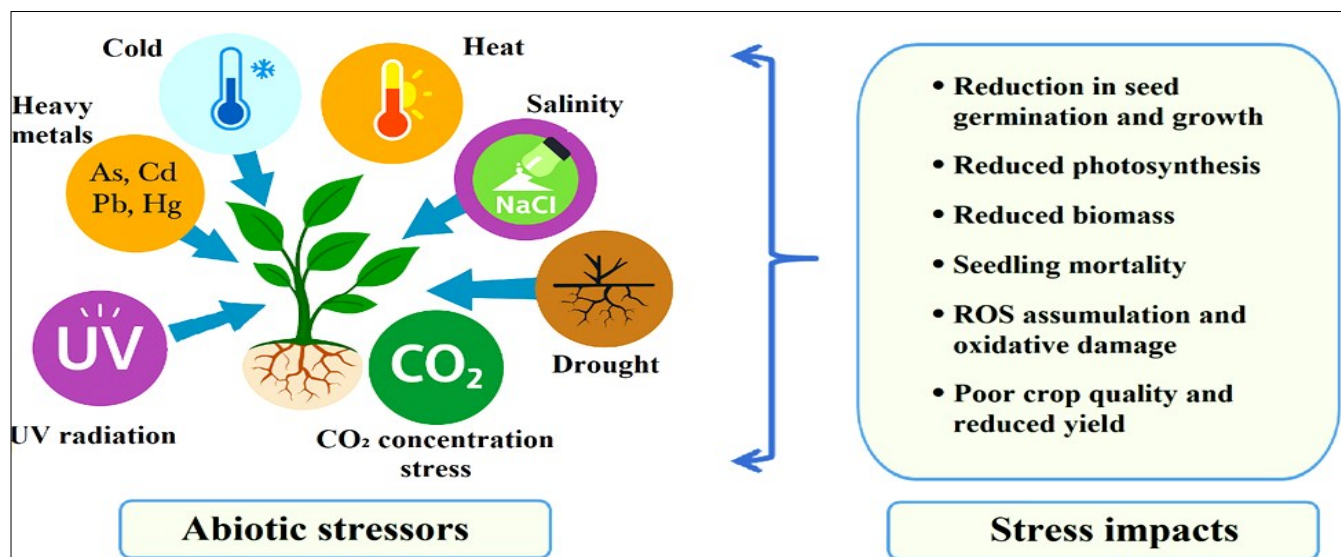 Cold
Heat
Heavy
metals
Salinity
As, Cd
Pb, Hg
NaCl
UV
CO₂
Drought
UV radiation
CO₂ concentration
stress
Abiotic stressors
• Reduction in seed
germination and growth
• Reduced photosynthesis
• Reduced biomass
• Seedling mortality
• ROS assumulation and
oxidative damage
• Poor crop quality and
reduced yield
Stress impacts